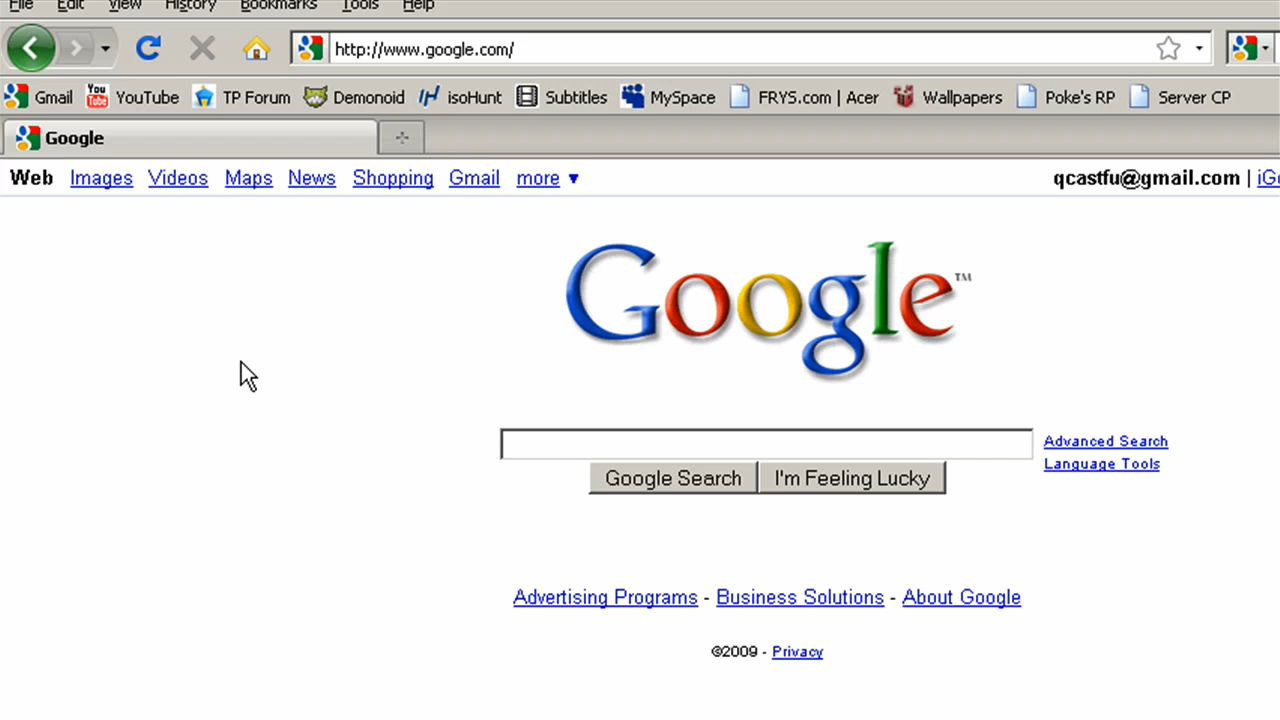 File Edit View History Bookmarks Tools Help
http://www.google.com/
Gmail YouTube TP Forum Demonoid isoHunt Subtitles MySpace FRYS.com | Acer Wallpapers Poke's RP Server CP
Google
Web Images Videos Maps News Shopping Gmail more ▼ qcastfu@gmail.com |
Google™
Advanced Search
Language Tools
Google Search I'm Feeling Lucky
Advertising Programs - Business Solutions - About Google
©2009 - Privacy